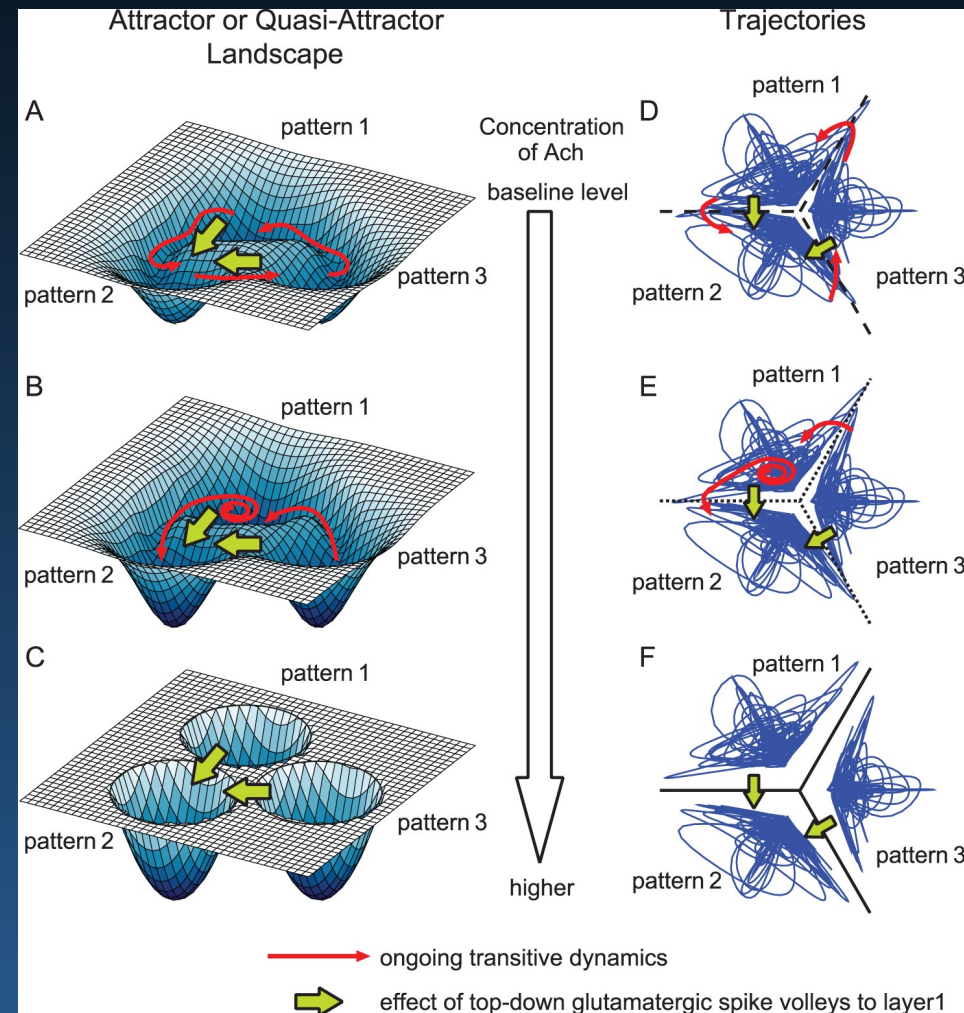 Attractor or Quasi-Attractor
Landscape
Trajectories
A
pattern 1
pattern 2
pattern 3
Concentration
of Ach
baseline level
D
pattern 1
pattern 2
pattern 3
B
pattern 1
pattern 2
pattern 3
E
pattern 1
pattern 2
pattern 3
C
pattern 1
pattern 2
pattern 3
higher
F
pattern 1
pattern 2
pattern 3
ongoing transitive dynamics
effect of top-down glutamatergic spike volleys to layer1